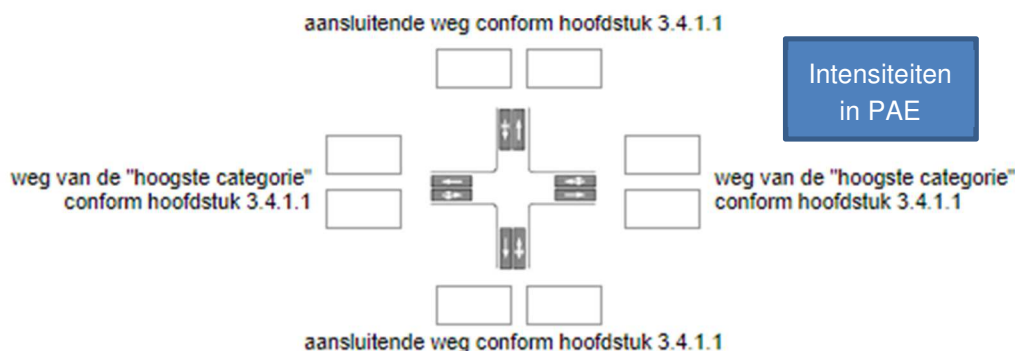 aansluitende weg conform hoofdstuk 3.4.1.1
Intensiteiten
in PAE
weg van de "hoogste categorie"
conform hoofdstuk 3.4.1.1
weg van de "hoogste categorie"
conform hoofdstuk 3.4.1.1
aansluitende weg conform hoofdstuk 3.4.1.1